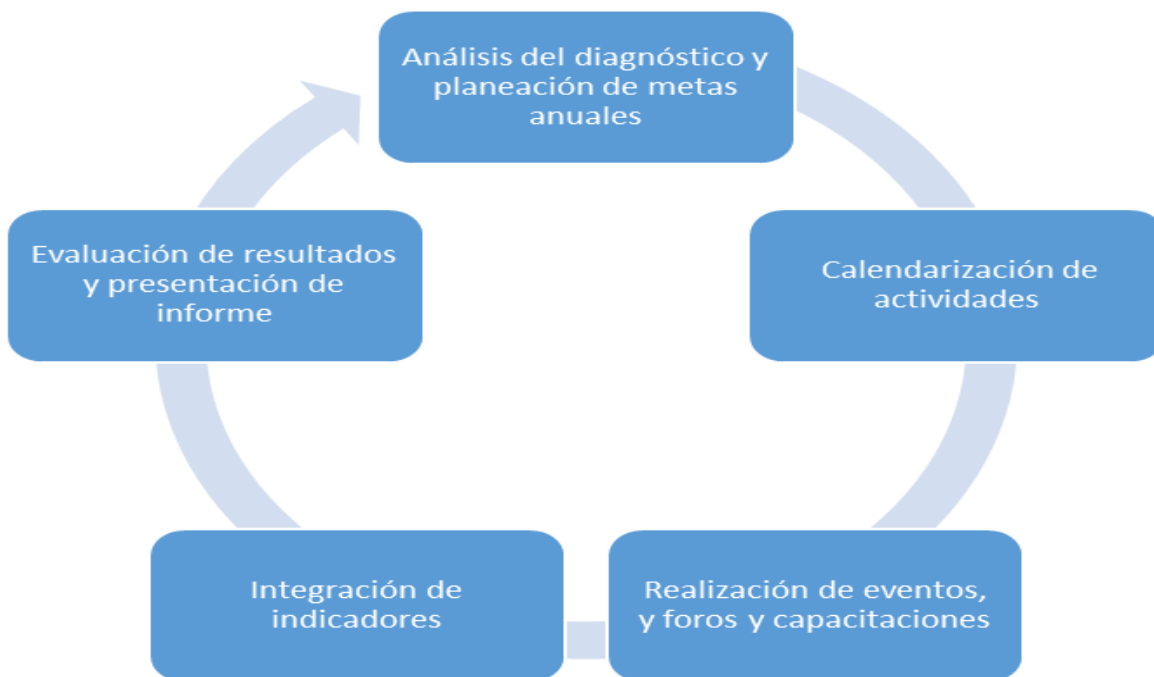 Análisis del diagnóstico y
planeación de metas
anuales
Calendarización de
actividades
Realización de eventos,
y foros y capacitaciones
Integración de
indicadores
Evaluación de resultados
y presentación de
informe